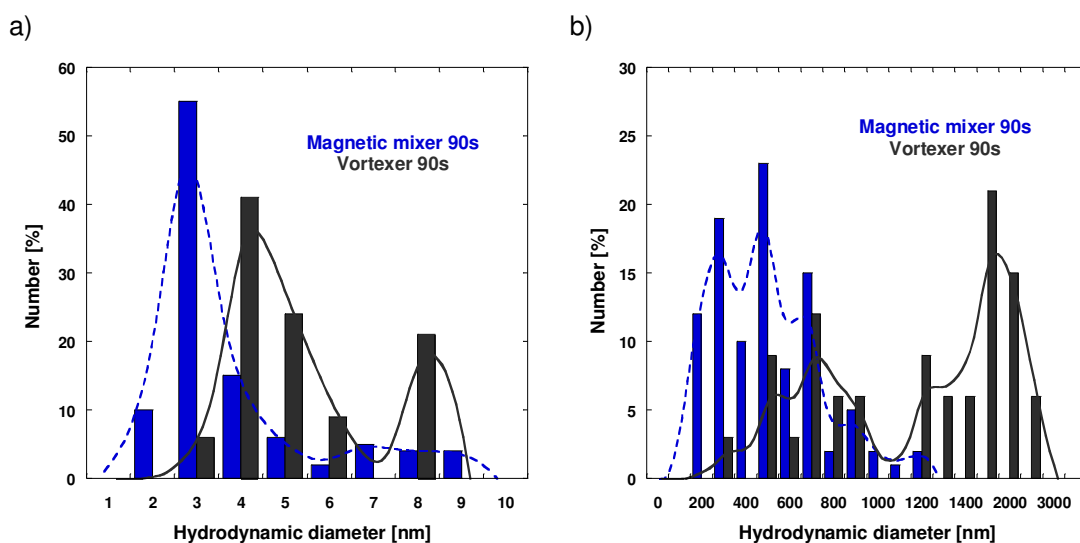 a)
60
50
40
30
20
10
0
Number [%]
Magnetic mixer 90s
Vortexer 90s
1 2 3 4 5 6 7 8 9 10
Hydrodynamic diameter [nm]
b)
30
25
20
15
10
5
0
Number [%]
Magnetic mixer 90s
Vortexer 90s
0 200 400 600 800 1000 1200 1400 2000 3000
Hydrodynamic diameter [nm]